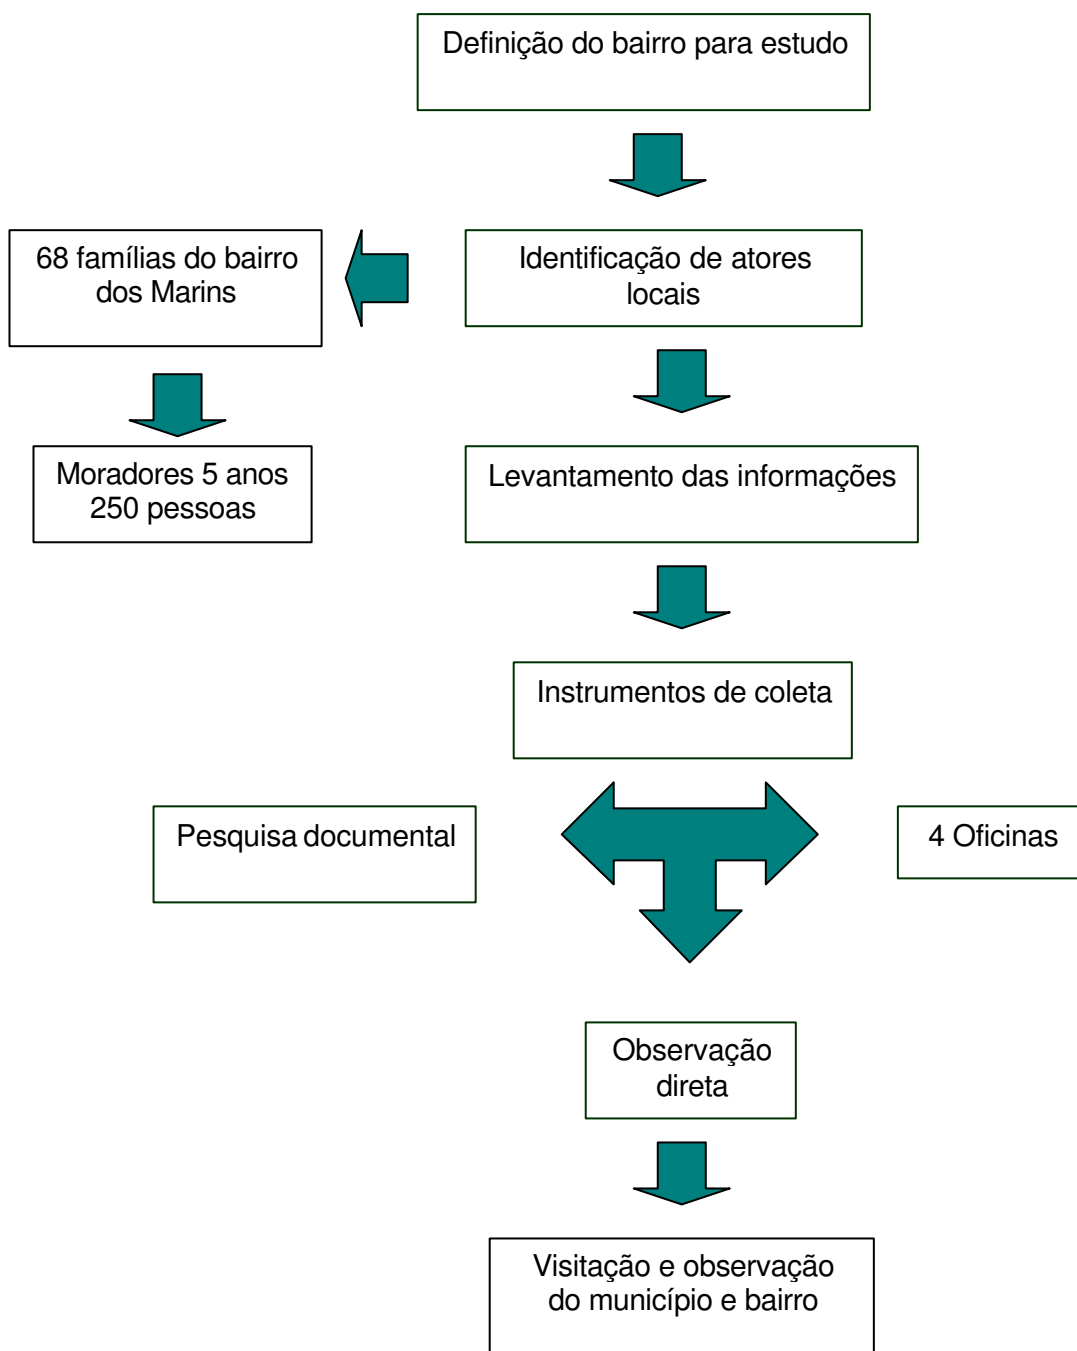 Definição do bairro para estudo
68 famílias do bairro
dos Marins
Identificação de atores
locais
Moradores 5 anos
250 pessoas
Levantamento das informações
Instrumentos de coleta
Pesquisa documental
4 Oficinas
Observação
direta
Visitação e observação
do município e bairro